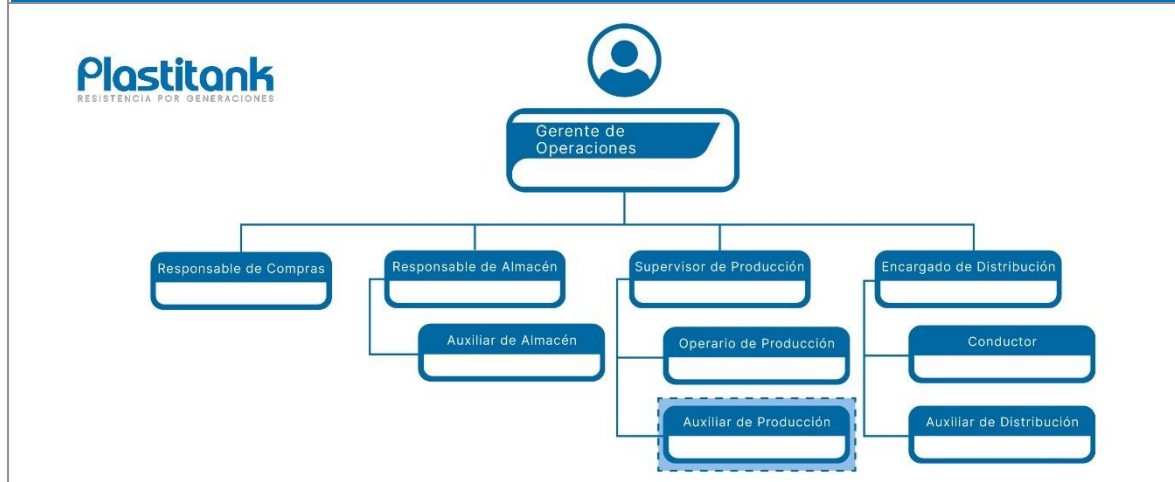 Plastitank
RESISTENCIA POR GENERACIONES
Gerente de
Operaciones
Responsable de Compras
Responsable de Almacén
Supervisor de Producción
Encargado de Distribución
Auxiliar de Almacén
Operario de Producción
Conductor
Auxiliar de Producción
Auxiliar de Distribución